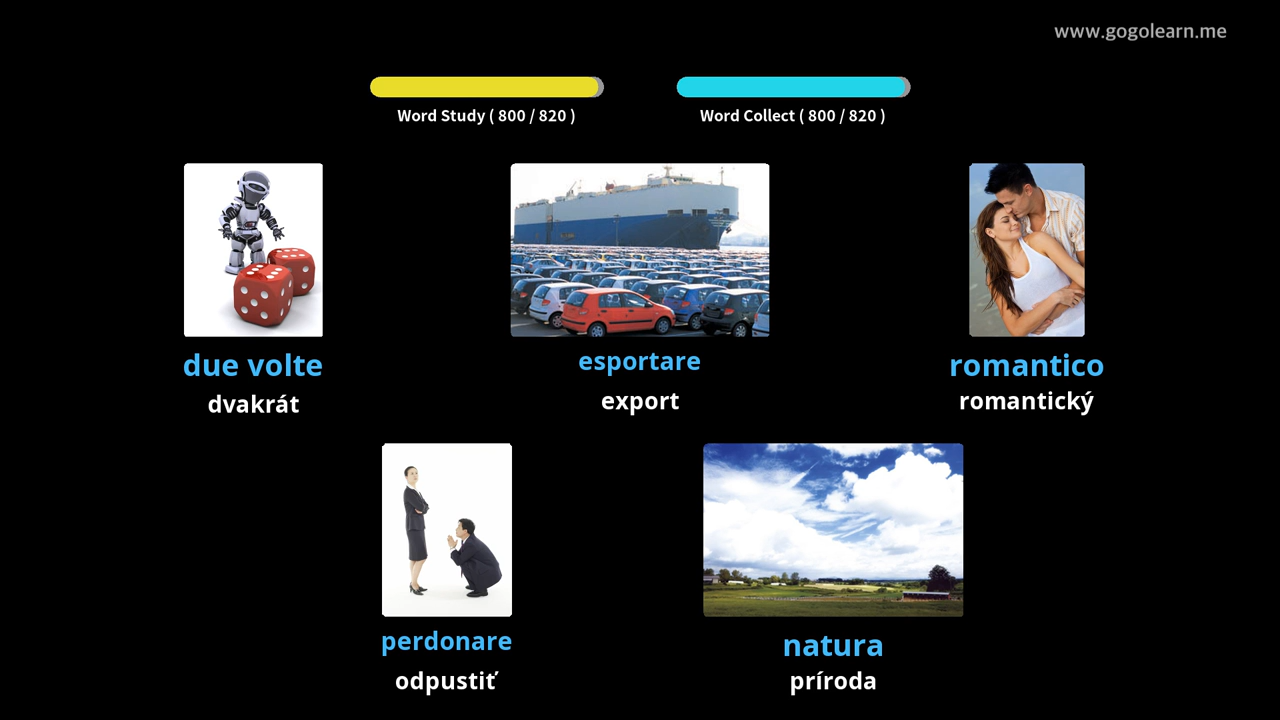 www.gogolearn.me
Word Study ( 800 / 820 )
Word Collect ( 800 / 820 )
due volte
dvakrát
esportare
export
romantico
romantický
perdonare
odpustiť
natura
príroda